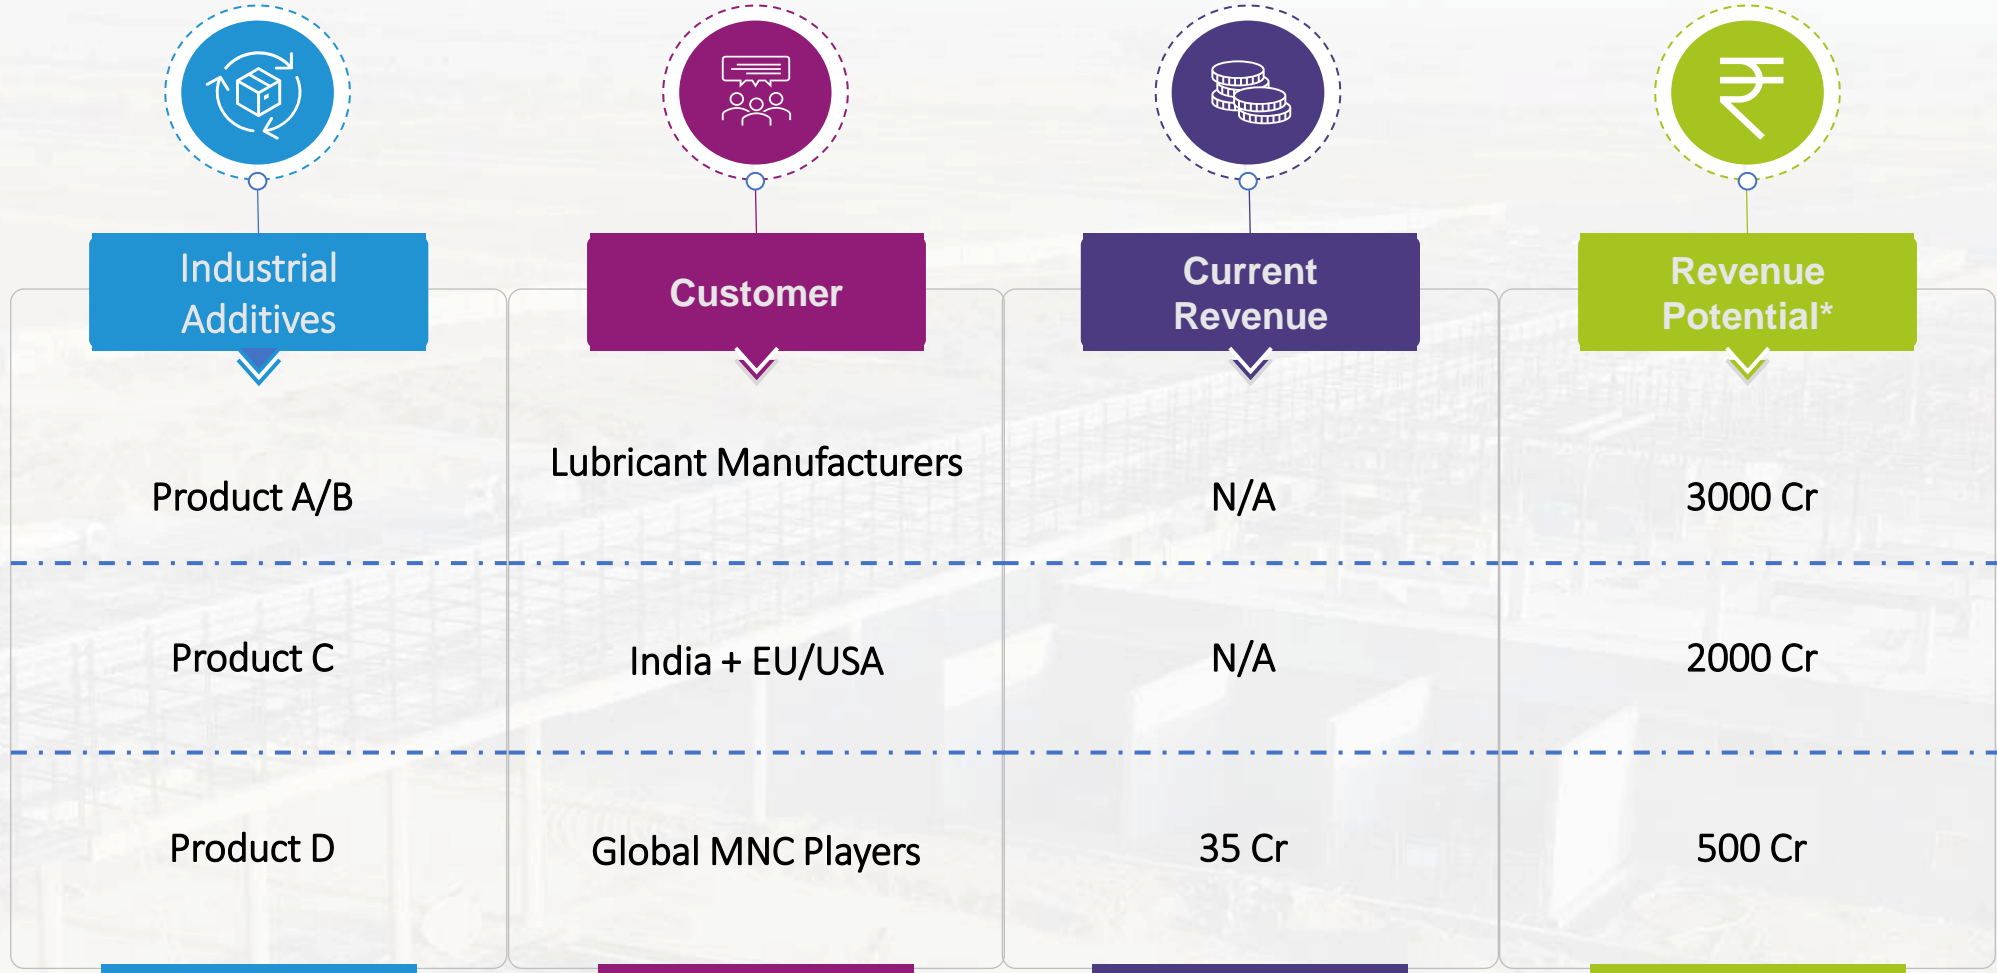 Industrial
Additives
Customer
Current
Revenue
Revenue
Potential*
Product A/B
Lubricant Manufacturers
N/A
3000 Cr
Product C
India + EU/USA
N/A
2000 Cr
Product D
Global MNC Players
35 Cr
500 Cr